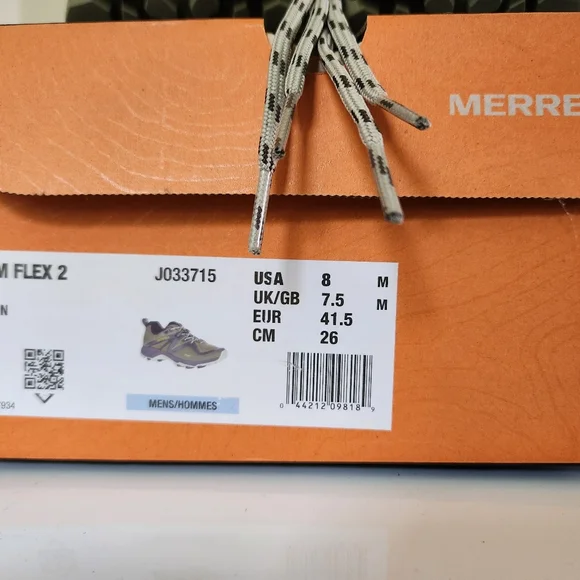 MERRE
M FLEX 2 J033715
N
7934
MENS/HOMMES
USA 8 M
UK/GB 7.5 M
EUR 41.5
CM 26
0 44212 09818 9